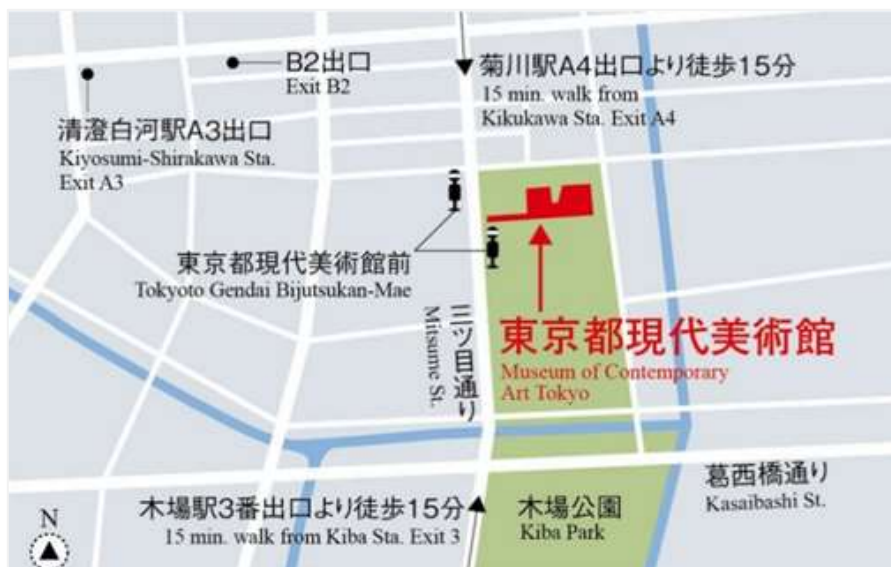 B2出口
Exit B2
菊川駅A4出口より徒歩15分
15 min. walk from
Kikukawa Sta. Exit A4
清澄白河駅A3出口
Kiyosumi-Shirakawa Sta.
Exit A3
東京都現代美術館前
Tokyoto Gendai Bijutsukan-Mae
三ツ目通り
Mitsume St.
東京都現代美術館
Museum of Contemporary
Art Tokyo
葛西橋通り
Kasaibashi St.
木場駅3番出口より徒歩15分
15 min. walk from Kiba Sta. Exit 3
木場公園
Kiba Park
N